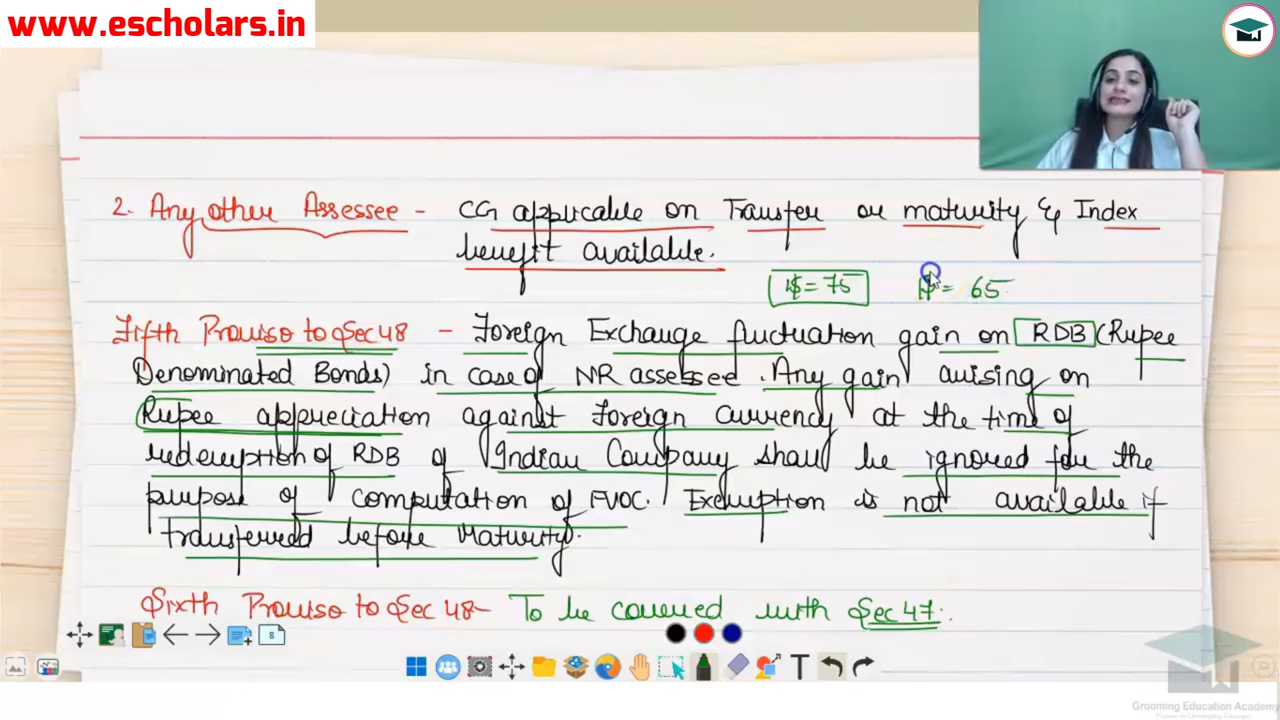 www.escholars.in
2. Any other Assessee - CG applicable on Transfer or maturity & Index
benefit available.
1$ = 75 1$ = 65
Fifth Proviso to Sec 48 - Foreign Exchange fluctuation gain on RDB (Rupee
Denominated Bonds) in case of NR assessee. Any gain arising on
Rupee appreciation against Foreign Currency at the time of
redemption of RDB of Indian Company shall be ignored for the
purpose of computation of FVOC. Exemption is not available if
transferred before Maturity.
Sixth Proviso to Sec 48- To be covered with Sec 47.
8
T
Grooming Education Academy